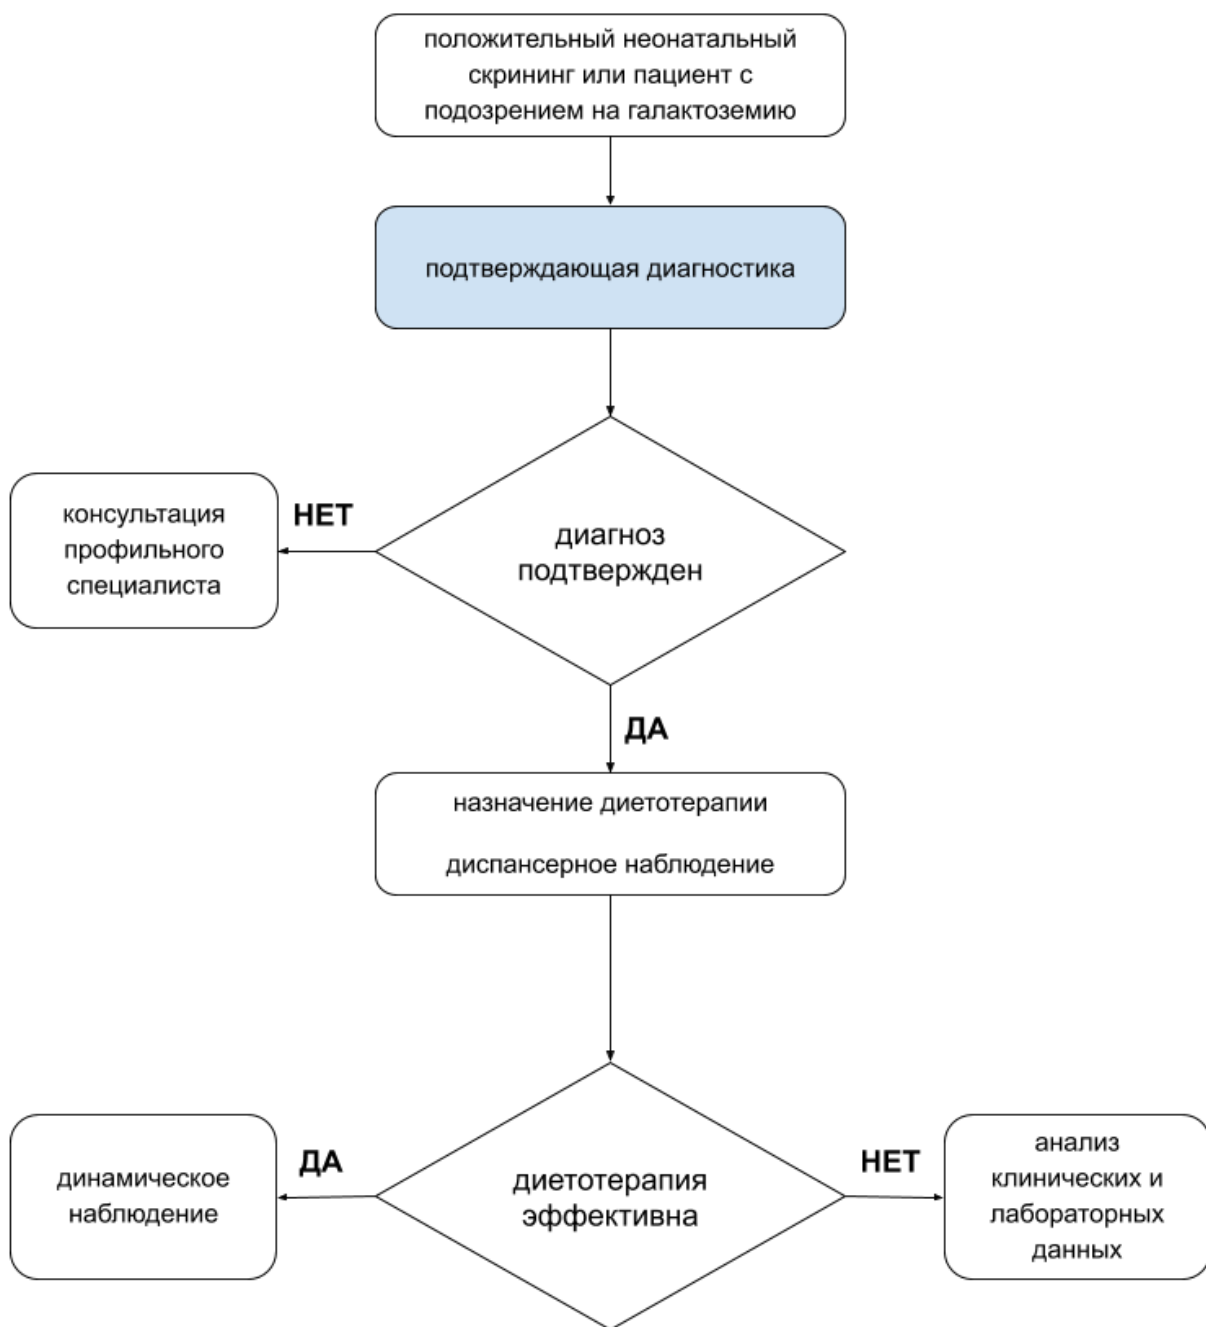 положительный неонатальный
скрининг или пациент с
подозрением на галактоземию
подтверждающая диагностика
консультация
профильного
специалиста
НЕТ
диагноз
подтвержден
ДА
назначение диетотерапии
диспансерное наблюдение
динамическое
наблюдение
ДА
диетотерапия
эффективна
НЕТ
анализ
клинических и
лабораторных
данных